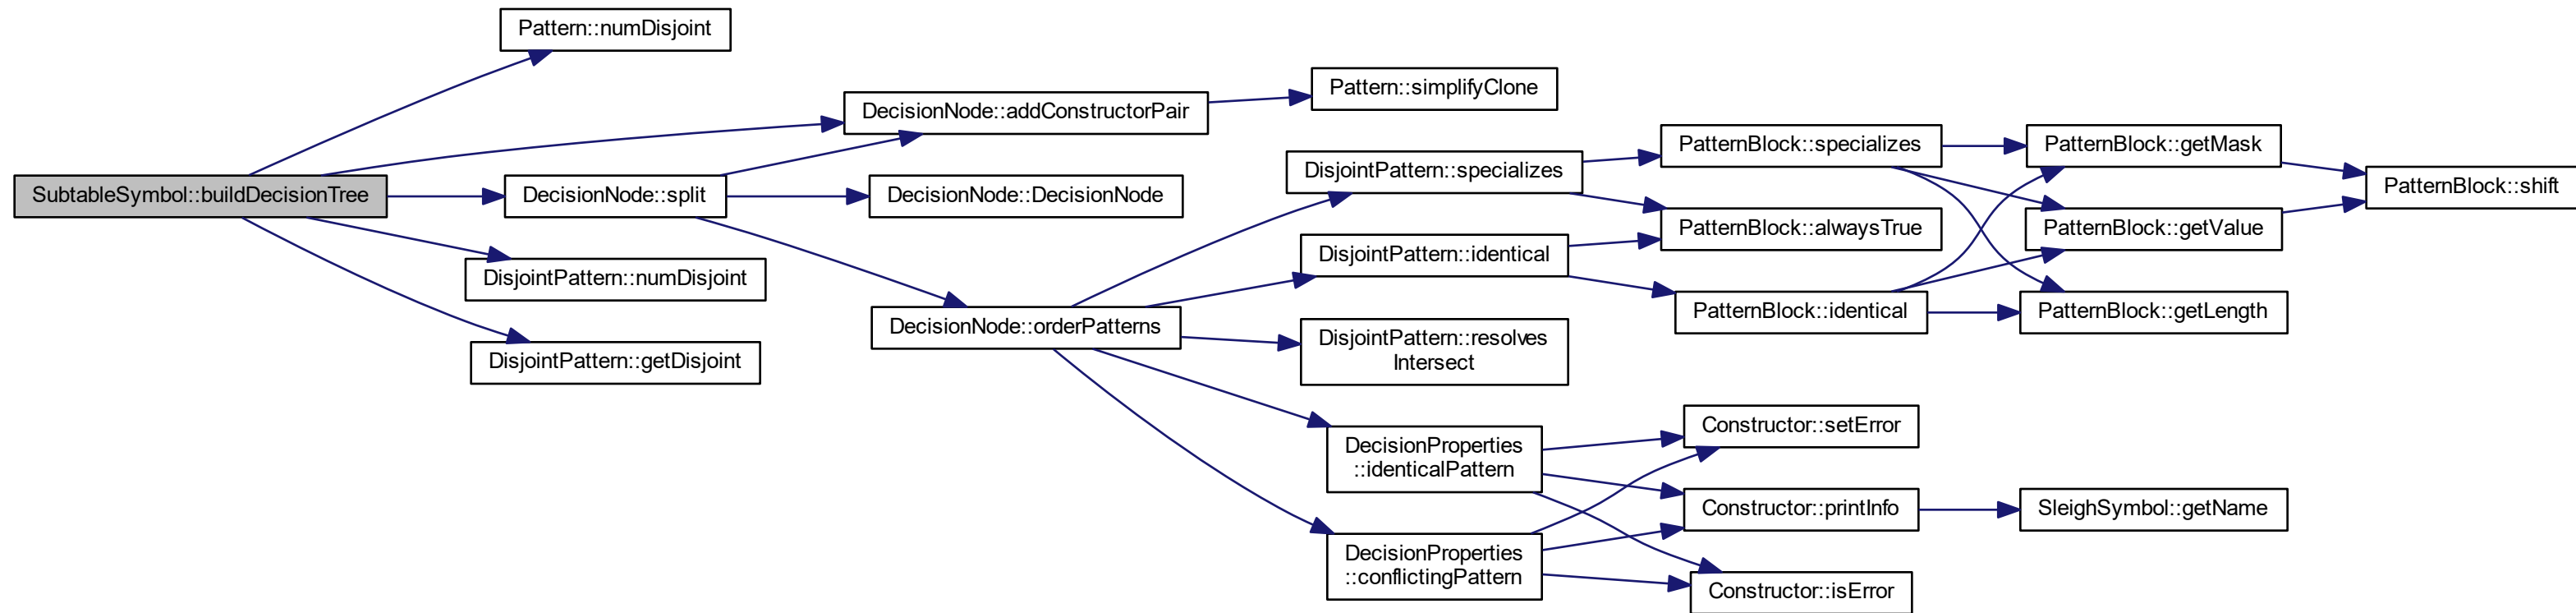 Pattern::numDisjoint
Pattern::simplifyClone
DecisionNode::addConstructorPair
PatternBlock::specializes
PatternBlock::getMask
DisjointPattern::specializes
SubtableSymbol::buildDecisionTree
DecisionNode::split
DecisionNode::DecisionNode
PatternBlock::shift
PatternBlock::alwaysTrue
PatternBlock::getValue
DisjointPattern::identical
DisjointPattern::numDisjoint
PatternBlock::identical
PatternBlock::getLength
DecisionNode::orderPatterns
DisjointPattern::resolves
Intersect
DisjointPattern::getDisjoint
Constructor::setError
DecisionProperties
::identicalPattern
Constructor::printInfo
SleighSymbol::getName
DecisionProperties
::conflictingPattern
Constructor::isError